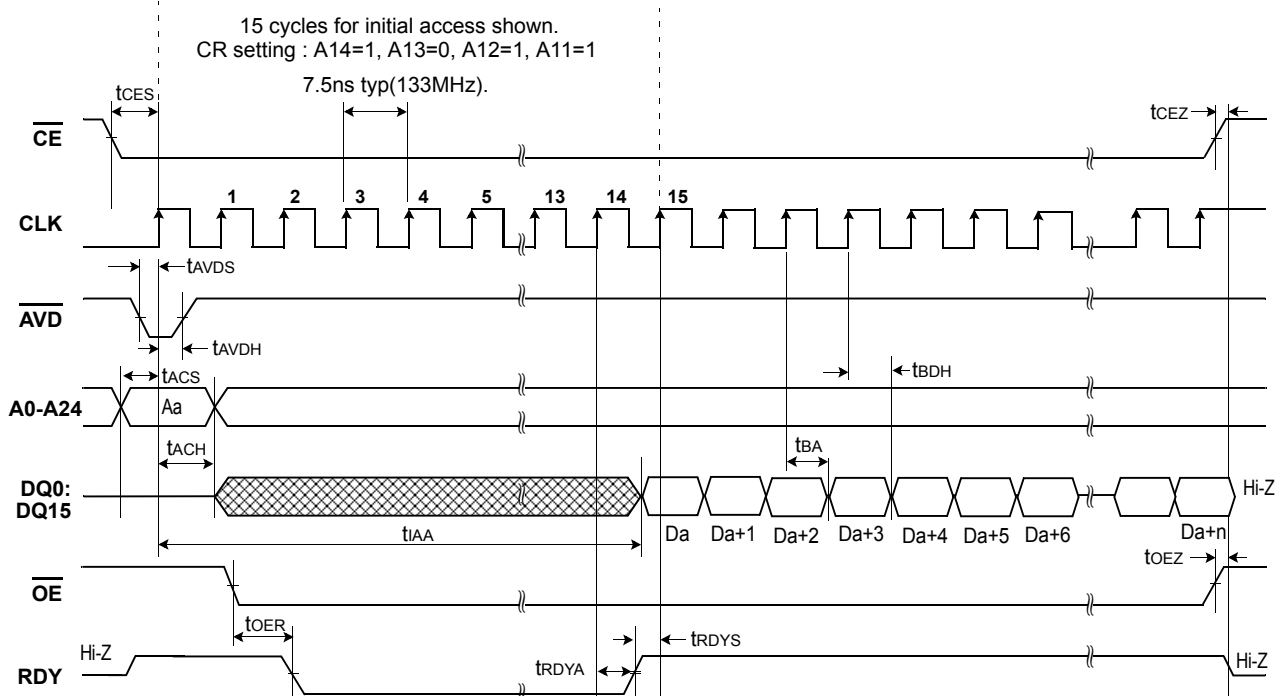 15 cycles for initial access shown.
CR setting : A14=1, A13=0, A12=1, A11=1
7.5ns typ(133MHz).
tCES
tCEZ
CE
1 2 3 4 5 13 14 15
CLK
tAVDS
AVD
tAVDH
tACS
tBDH
A0-A24
Aa
tACH
tBA
DQ0:
DQ15
Hi-Z
tIAA
Da Da+1 Da+2 Da+3 Da+4 Da+5 Da+6 Da+n
tOEZ
OE
tOER
tRDYS
Hi-Z
RDY
tRDYA
Hi-Z